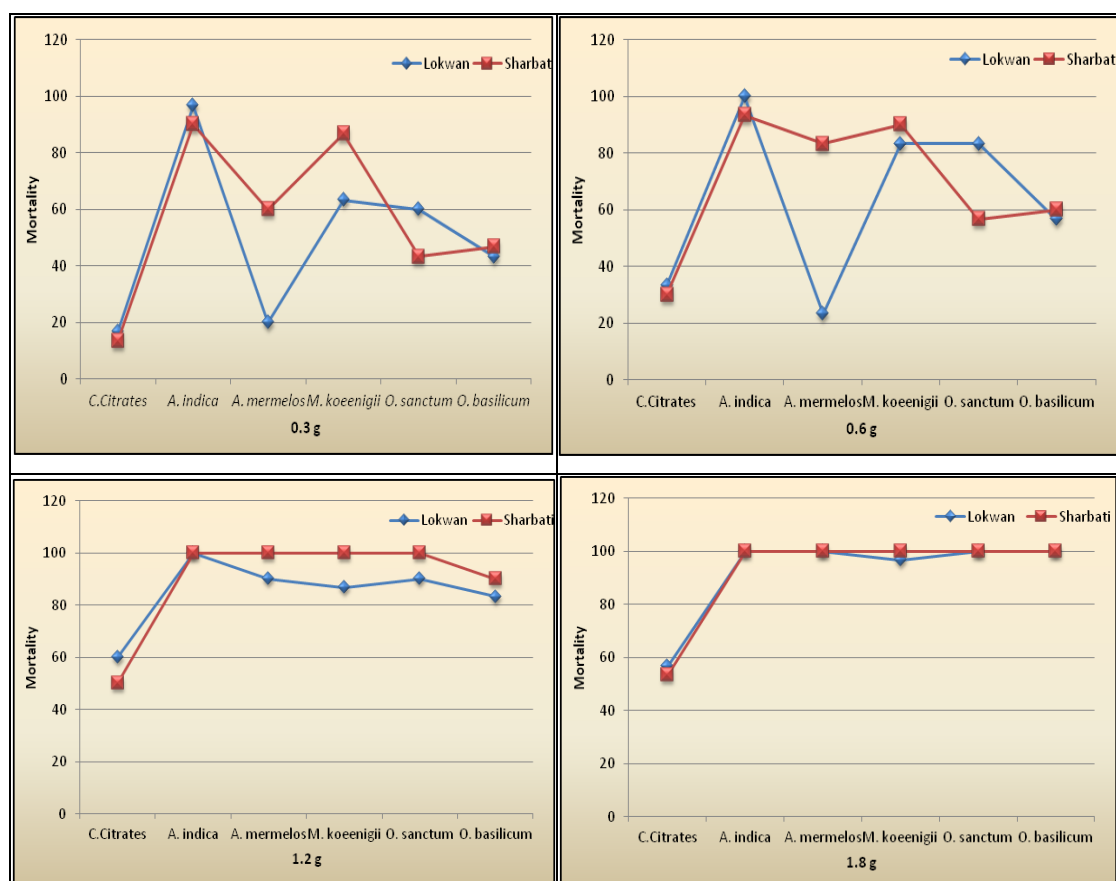 120
100
80
60
40
20
0
Mortality
Lokwan Sharbati
C.Citrates A. indica A. mermelos M. koeenigii O. sanctum O. basilicum
0.3 g
120
100
80
60
40
20
0
Mortality
Lokwan Sharbati
C.Citrates A. indica A. mermelos M. koeenigii O. sanctum O. basilicum
0.6 g
120
100
80
60
40
20
0
Mortality
Lokwan Sharbati
C.Citrates A. indica A. mermelos M. koeenigii O. sanctum O. basilicum
1.2 g
120
100
80
60
40
20
0
Mortality
Lokwan Sharbati
C.Citrates A. indica A. mermelos M. koeenigii O. sanctum O. basilicum
1.8 g